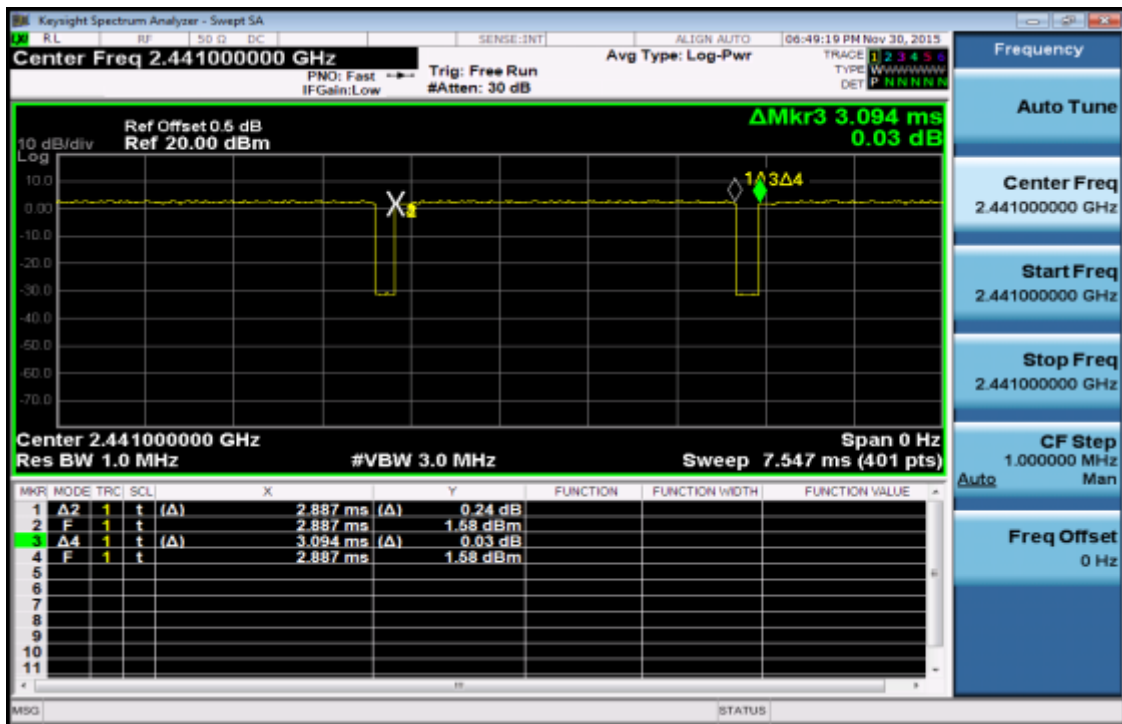 Keysight Spectrum Analyzer - Swept SA
RL RF 50 Ω DC SENSE:INT ALIGN AUTO 06:49:19 PM Nov 30, 2015
Center Freq 2.441000000 GHz
PNO: Fast
IFGain:Low
Trig: Free Run
#Atten: 30 dB
Avg Type: Log-Pwr
TRACE 1 2 3 4 5 6
TYPE WWWWWW
DET P N N N N N
Frequency
Auto Tune
Center Freq
2.441000000 GHz
Start Freq
2.441000000 GHz
Stop Freq
2.441000000 GHz
CF Step
1.000000 MHz
Auto Man
Freq Offset
0 Hz
ΔMkr3 3.094 ms
0.03 dB
Ref Offset 0.5 dB
10 dB/div Ref 20.00 dBm
Log
10.0
0.00
-10.0
-20.0
-30.0
-40.0
-50.0
-60.0
-70.0
X
1Δ 3Δ4
Center 2.441000000 GHz Span 0 Hz
Res BW 1.0 MHz #VBW 3.0 MHz Sweep 7.547 ms (401 pts)
MKR MODE TRC SCL X Y FUNCTION FUNCTION WIDTH FUNCTION VALUE
1 Δ2 1 t (Δ) 2.887 ms (Δ) 0.24 dB
2 F 1 t 2.887 ms 1.58 dBm
3 Δ4 1 t (Δ) 3.094 ms (Δ) 0.03 dB
4 F 1 t 2.887 ms 1.58 dBm
5
6
7
8
9
10
11
MSG STATUS